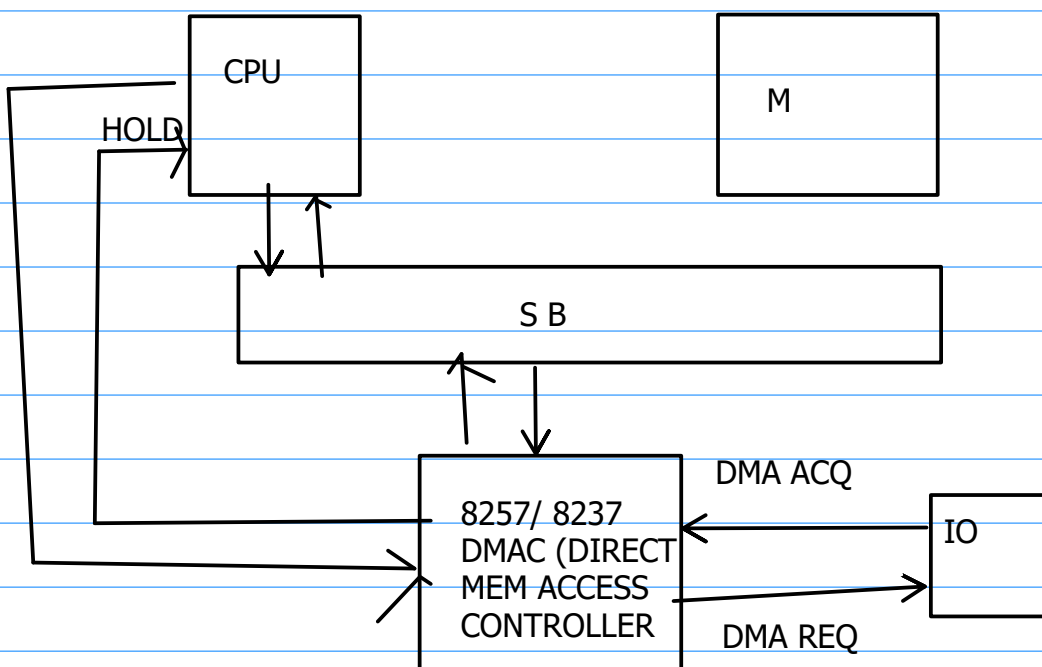 CPU
M
HOLD
S B
DMA ACQ
8257/ 8237
DMAC (DIRECT
MEM ACCESS
CONTROLLER
IO
DMA REQ